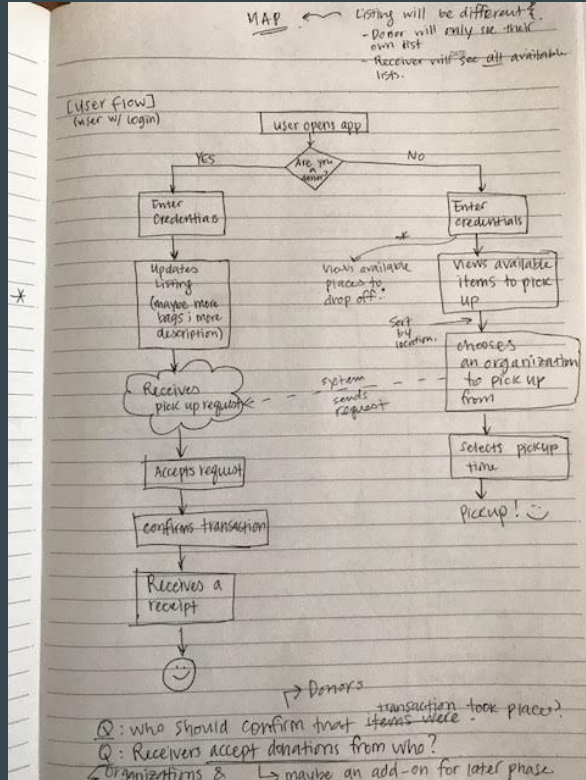 MAP ← Listing will be different!
- Donor will only see their
own list
- Receiver will see all available
lists.
[user flow]
(user w/ login)
user opens app
Are you
a
donor?
YES
NO
Enter
Credentials
Enter
credentials
Updates
Listing
(maybe more
bags; more
description)
*
*
Views available
places to
drop off
Views available
items to pick
up
Sort
by
location.
chooses
an organization
to pick up
from
Receives
pick up request
system
sends
request
Accepts request
Selects pickup
time
Pickup!
confirms transaction
Receives a
receipt
→ Donors
transaction took place?
Q: who should confirm that items were
Q: Receivers accept donations from who?
Organizations & ↳ maybe an add-on for later phase